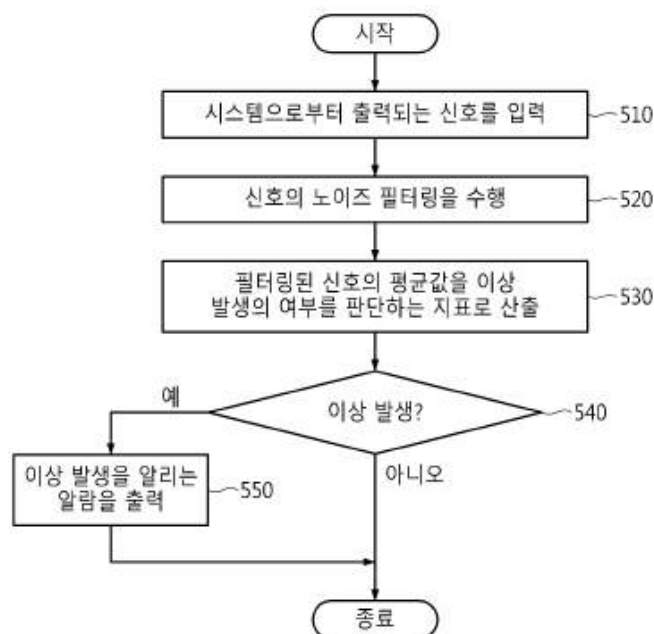 시작
시스템으로부터 출력되는 신호를 입력
510
신호의 노이즈 필터링을 수행
520
필터링된 신호의 평균값을 이상
발생의 여부를 판단하는 지표로 산출
530
예
이상 발생?
540
아니오
이상 발생을 알리는
알람을 출력
550
종료